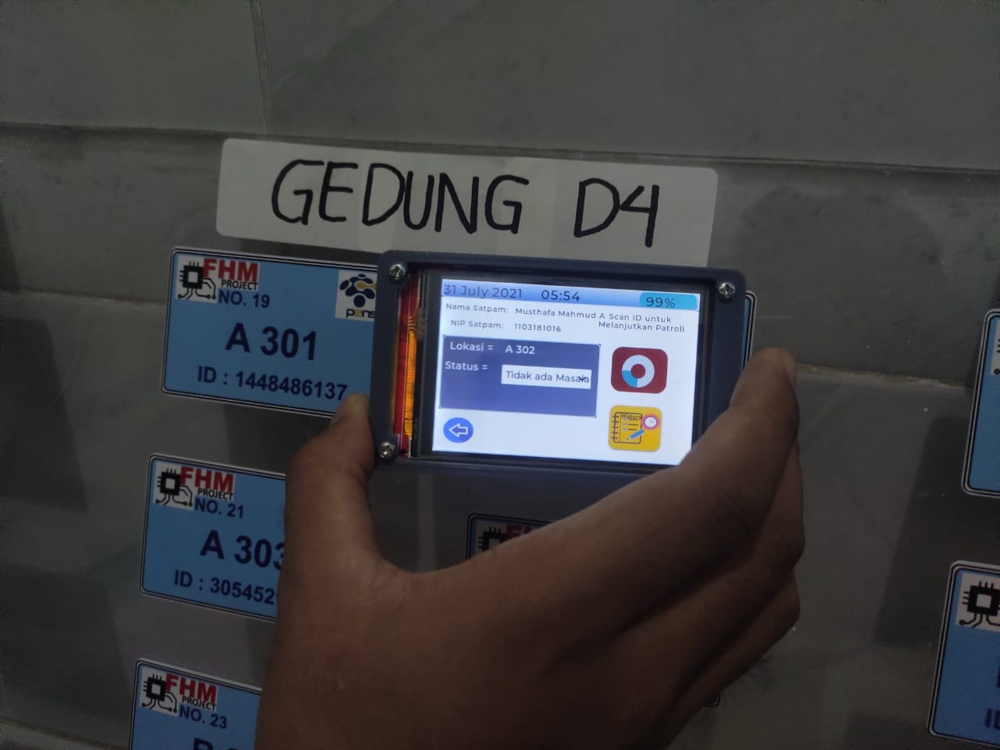 GEDUNG D4
FHM
PROJECT
NO. 19
pens
A 301
ID : 1448486137
31 July 2021 05:54 99%
Nama Satpam: Musthafa Mahmud A
NIP Satpam: 1103181016
Scan ID untuk
Melanjutkan Patroli
Lokasi = A 302
Status = Tidak ada Masala
History
FHM
PROJECT
NO. 21
A 303
ID : 305452
FHM
PROJECT
NO. 23